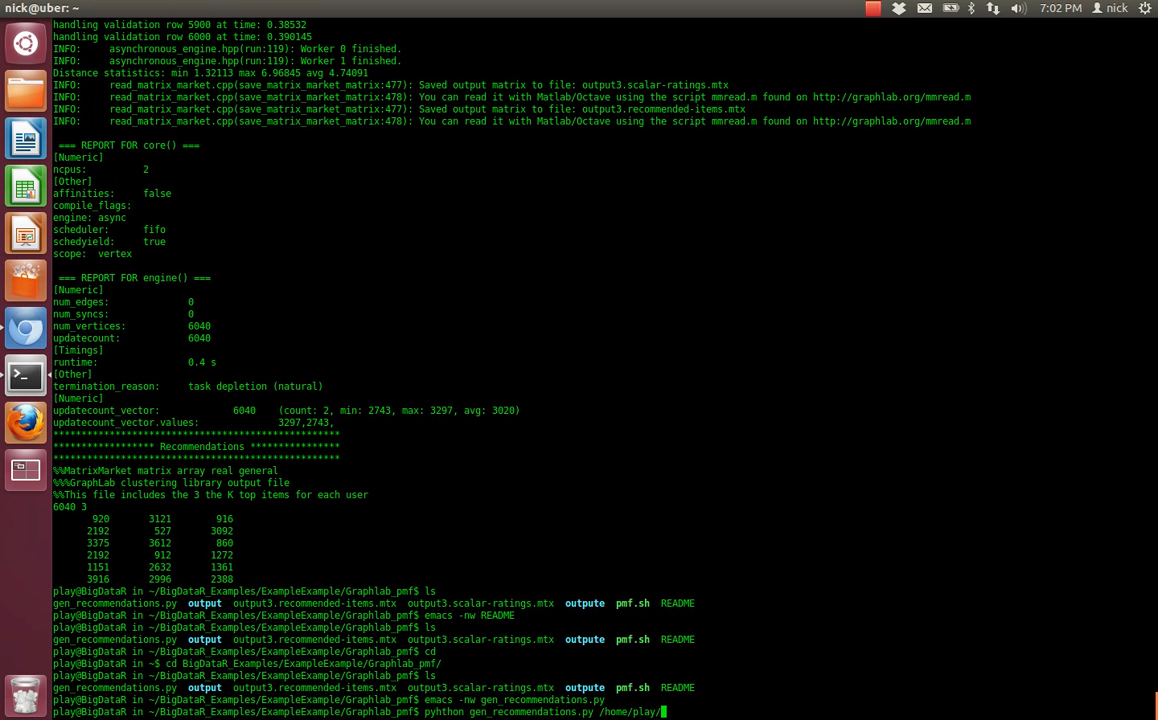 nick@uber: ~
7:02 PM
nick
handling validation row 5900 at time: 0.38532
handling validation row 6000 at time: 0.390145
INFO: asynchronous_engine.hpp(run:119): Worker 0 finished.
INFO: asynchronous_engine.hpp(run:119): Worker 1 finished.
Distance statistics: min 1.32113 max 6.96845 avg 4.74091
INFO: read_matrix_market.cpp(save_matrix_market_matrix:477): Saved output matrix to file: output3.scalar-ratings.mtx
INFO: read_matrix_market.cpp(save_matrix_market_matrix:478): You can read it with Matlab/Octave using the script mmread.m found on http://graphlab.org/mmread.m
INFO: read_matrix_market.cpp(save_matrix_market_matrix:477): Saved output matrix to file: output3.recommended-items.mtx
INFO: read_matrix_market.cpp(save_matrix_market_matrix:478): You can read it with Matlab/Octave using the script mmread.m found on http://graphlab.org/mmread.m
=== REPORT FOR core() ===
[Numeric]
ncpus: 2
[Other]
affinities: false
compile_flags:
engine: async
scheduler: fifo
schedyield: true
scope: vertex
=== REPORT FOR engine() ===
[Numeric]
num_edges: 0
num_syncs: 0
num_vertices: 6040
updatecount: 6040
[Timings]
runtime: 0.4 s
[Other]
termination_reason: task depletion (natural)
[Numeric]
updatecount_vector: 6040 (count: 2, min: 2743, max: 3297, avg: 3020)
updatecount_vector.values: 3297,2743,
***************************************************
****************** Recommendations ****************
***************************************************
%%MatrixMarket matrix array real general
%%%GraphLab clustering library output file
%%This file includes the 3 the K top items for each user
6040 3
920 3121 916
2192 527 3092
3375 3612 860
2192 912 1272
1151 2632 1361
3916 2996 2388
play@BigDataR in ~/BigDataR_Examples/ExampleExample/Graphlab_pmf$ ls
gen_recommendations.py output output3.recommended-items.mtx output3.scalar-ratings.mtx outpute pmf.sh README
play@BigDataR in ~/BigDataR_Examples/ExampleExample/Graphlab_pmf$ emacs -nw README
play@BigDataR in ~/BigDataR_Examples/ExampleExample/Graphlab_pmf$ ls
gen_recommendations.py output output3.recommended-items.mtx output3.scalar-ratings.mtx outpute pmf.sh README
play@BigDataR in ~/BigDataR_Examples/ExampleExample/Graphlab_pmf$ cd
play@BigDataR in ~$ cd BigDataR_Examples/ExampleExample/Graphlab_pmf/
play@BigDataR in ~/BigDataR_Examples/ExampleExample/Graphlab_pmf$ ls
gen_recommendations.py output output3.recommended-items.mtx output3.scalar-ratings.mtx outpute pmf.sh README
play@BigDataR in ~/BigDataR_Examples/ExampleExample/Graphlab_pmf$ emacs -nw gen_recommendations.py
play@BigDataR in ~/BigDataR_Examples/ExampleExample/Graphlab_pmf$ pyhthon gen_recommendations.py /home/play/